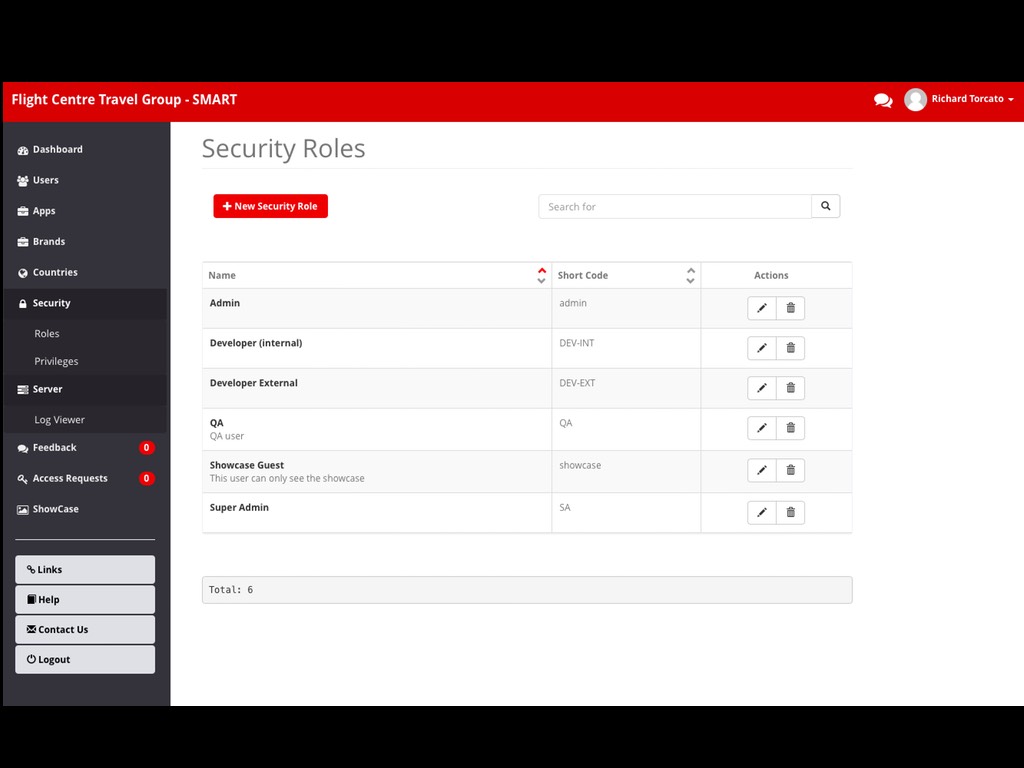 Flight Centre Travel Group - SMART
Richard Torcato
Dashboard
Users
Apps
Brands
Countries
Security
Roles
Privileges
Server
Log Viewer
Feedback 0
Access Requests 0
ShowCase
Links
Help
Contact Us
Logout
Security Roles
New Security Role
Search for
Name Short Code Actions
Admin admin
Developer (internal) DEV-INT
Developer External DEV-EXT
QA QA
QA user
Showcase Guest showcase
This user can only see the showcase
Super Admin SA
Total: 6